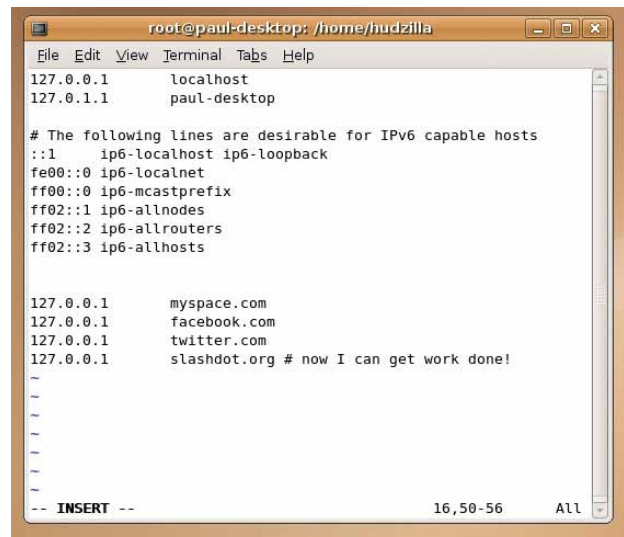 root@paul-desktop: /home/hudzilla
File Edit View Terminal Tabs Help
127.0.0.1 localhost
127.0.1.1 paul-desktop
# The following lines are desirable for IPv6 capable hosts
::1 ip6-localhost ip6-loopback
fe00::0 ip6-localnet
ff00::0 ip6-mcastprefix
ff02::1 ip6-allnodes
ff02::2 ip6-allrouters
ff02::3 ip6-allhosts
127.0.0.1 myspace.com
127.0.0.1 facebook.com
127.0.0.1 twitter.com
127.0.0.1 slashdot.org # now I can get work done!
~
~
~
~
~
~
~
-- INSERT -- 16,50-56 All